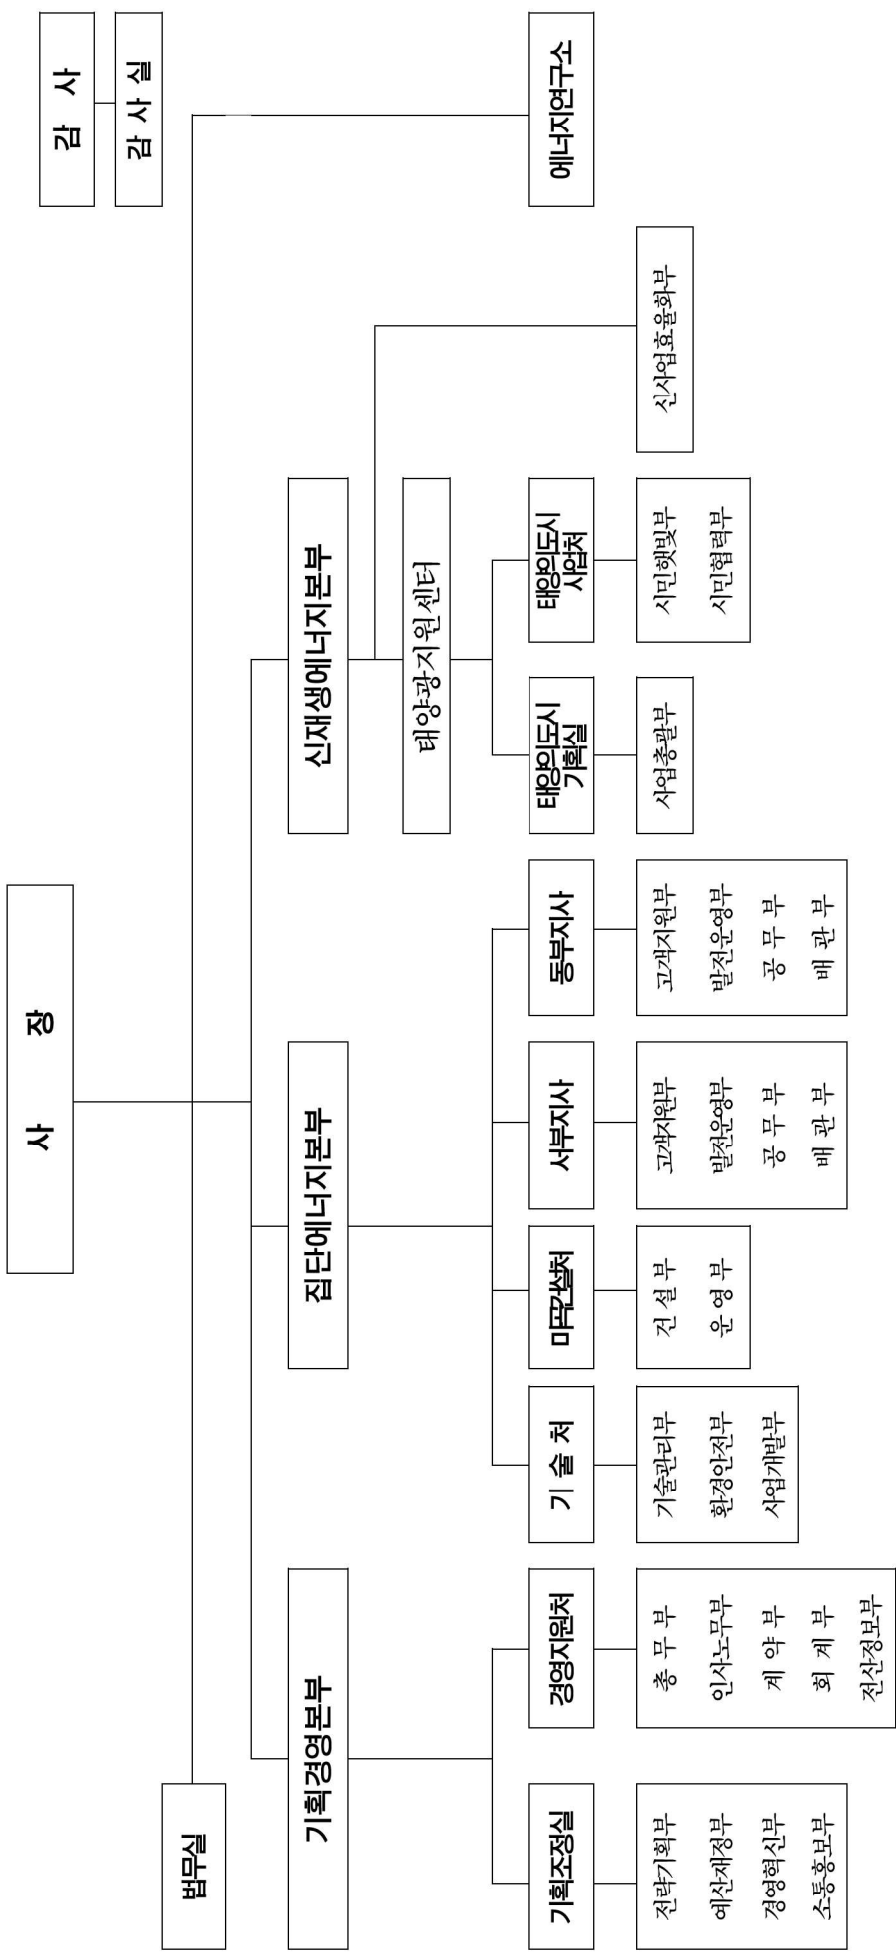 사 장
감 사
감 사 실
법무실
기획경영본부
집단에너지본부
신재생에너지본부
태양광지원센터
기획조정실
경영지원처
기 술 처
마곡건설처
서부지사
동부지사
태양의도시
기획실
태양의도시
사업처
에너지연구소
전략기획부
예산재정부
경영혁신부
소통홍보부
총 무 부
인사노무부
계 약 부
회 계 부
전산정보부
기술관리부
환경안전부
사업개발부
건 설 부
운 영 부
고객지원부
발전운영부
공 무 부
배 관 부
고객지원부
발전운영부
공 무 부
배 관 부
사업총괄부
시민햇빛부
시민협력부
신사업효율화부